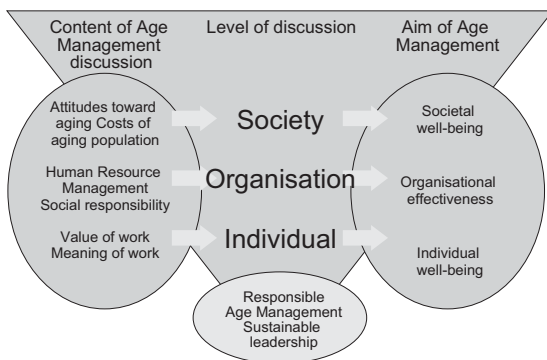 Content of Age
Management
discussion
Level of discussion
Aim of Age
Management
Attitudes toward
aging Costs of
aging population
Society
Societal
well-being
Human Resource
Management
Social responsibility
Organisation
Organisational
effectiveness
Value of work
Meaning of work
Individual
Individual
well-being
Responsible
Age Management
Sustainable
leadership